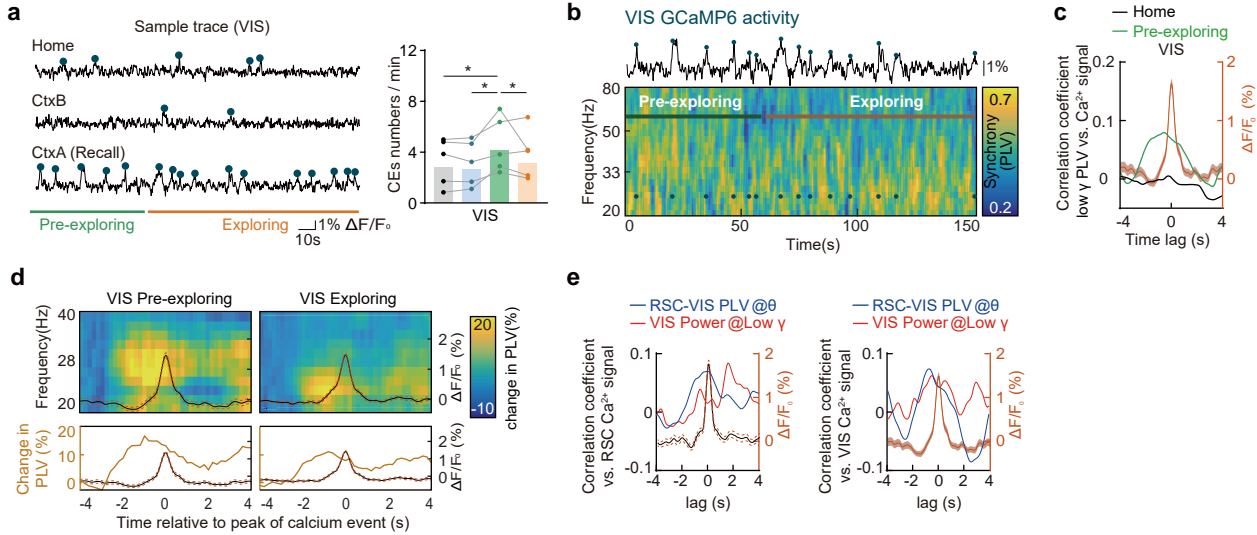 a
Sample trace (VIS)
Home
CtxB
CtxA (Recall)
Pre-exploring
Exploring
1% ΔF/F₀
10s
12
8
4
0
CEs numbers / min
*
*
*
VIS
b
VIS GCaMP6 activity
1%
80
50
33
20
Frequency(Hz)
Pre-exploring
Exploring
0
50
100
150
Time(s)
0.7
Synchrony (PLV)
0.2
c
Home
Pre-exploring
VIS
0.2
0.1
0
Correlation coefficient
low γ PLV vs. Ca²⁺ signal
2
1
0
ΔF/F₀ (%)
-4
0
4
Time lag (s)
d
VIS Pre-exploring
VIS Exploring
40
28
20
Frequency(Hz)
2
1
0
ΔF/F₀ (%)
20
-10
change in PLV(%)
20
10
0
Change in
PLV (%)
2
1
0
ΔF/F₀ (%)
-4 -2 0 2 4
-4 -2 0 2 4
Time relative to peak of calcium event (s)
e
RSC-VIS PLV @θ
VIS Power @Low γ
0.1
0
-0.1
Correlation coefficient
vs. RSC Ca²⁺ signal
2
1
0
ΔF/F₀ (%)
-4 -2 0 2 4
lag (s)
RSC-VIS PLV @θ
VIS Power @Low γ
0.1
0
-0.1
Correlation coefficient
vs. VIS Ca²⁺ signal
2
1
0
ΔF/F₀ (%)
-4 -2 0 2 4
lag (s)